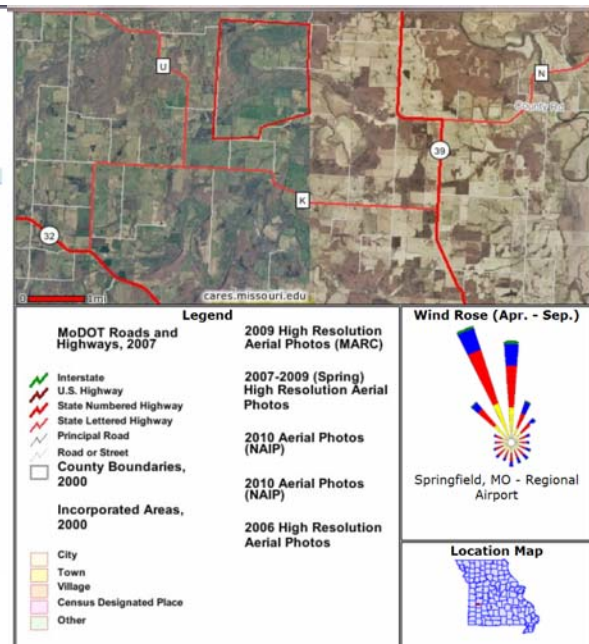 U
N
County Rd
39
K
32
0
1mi
cares.missouri.edu
Legend
MoDOT Roads and
Highways, 2007
Interstate
U.S. Highway
State Numbered Highway
State Lettered Highway
Principal Road
Road or Street
County Boundaries,
2000
Incorporated Areas,
2000
City
Town
Village
Census Designated Place
Other
2009 High Resolution
Aerial Photos (MARC)
2007-2009 (Spring)
High Resolution Aerial
Photos
2010 Aerial Photos
(NAIP)
2010 Aerial Photos
(NAIP)
2006 High Resolution
Aerial Photos
Wind Rose (Apr. - Sep.)
Springfield, MO - Regional
Airport
Location Map